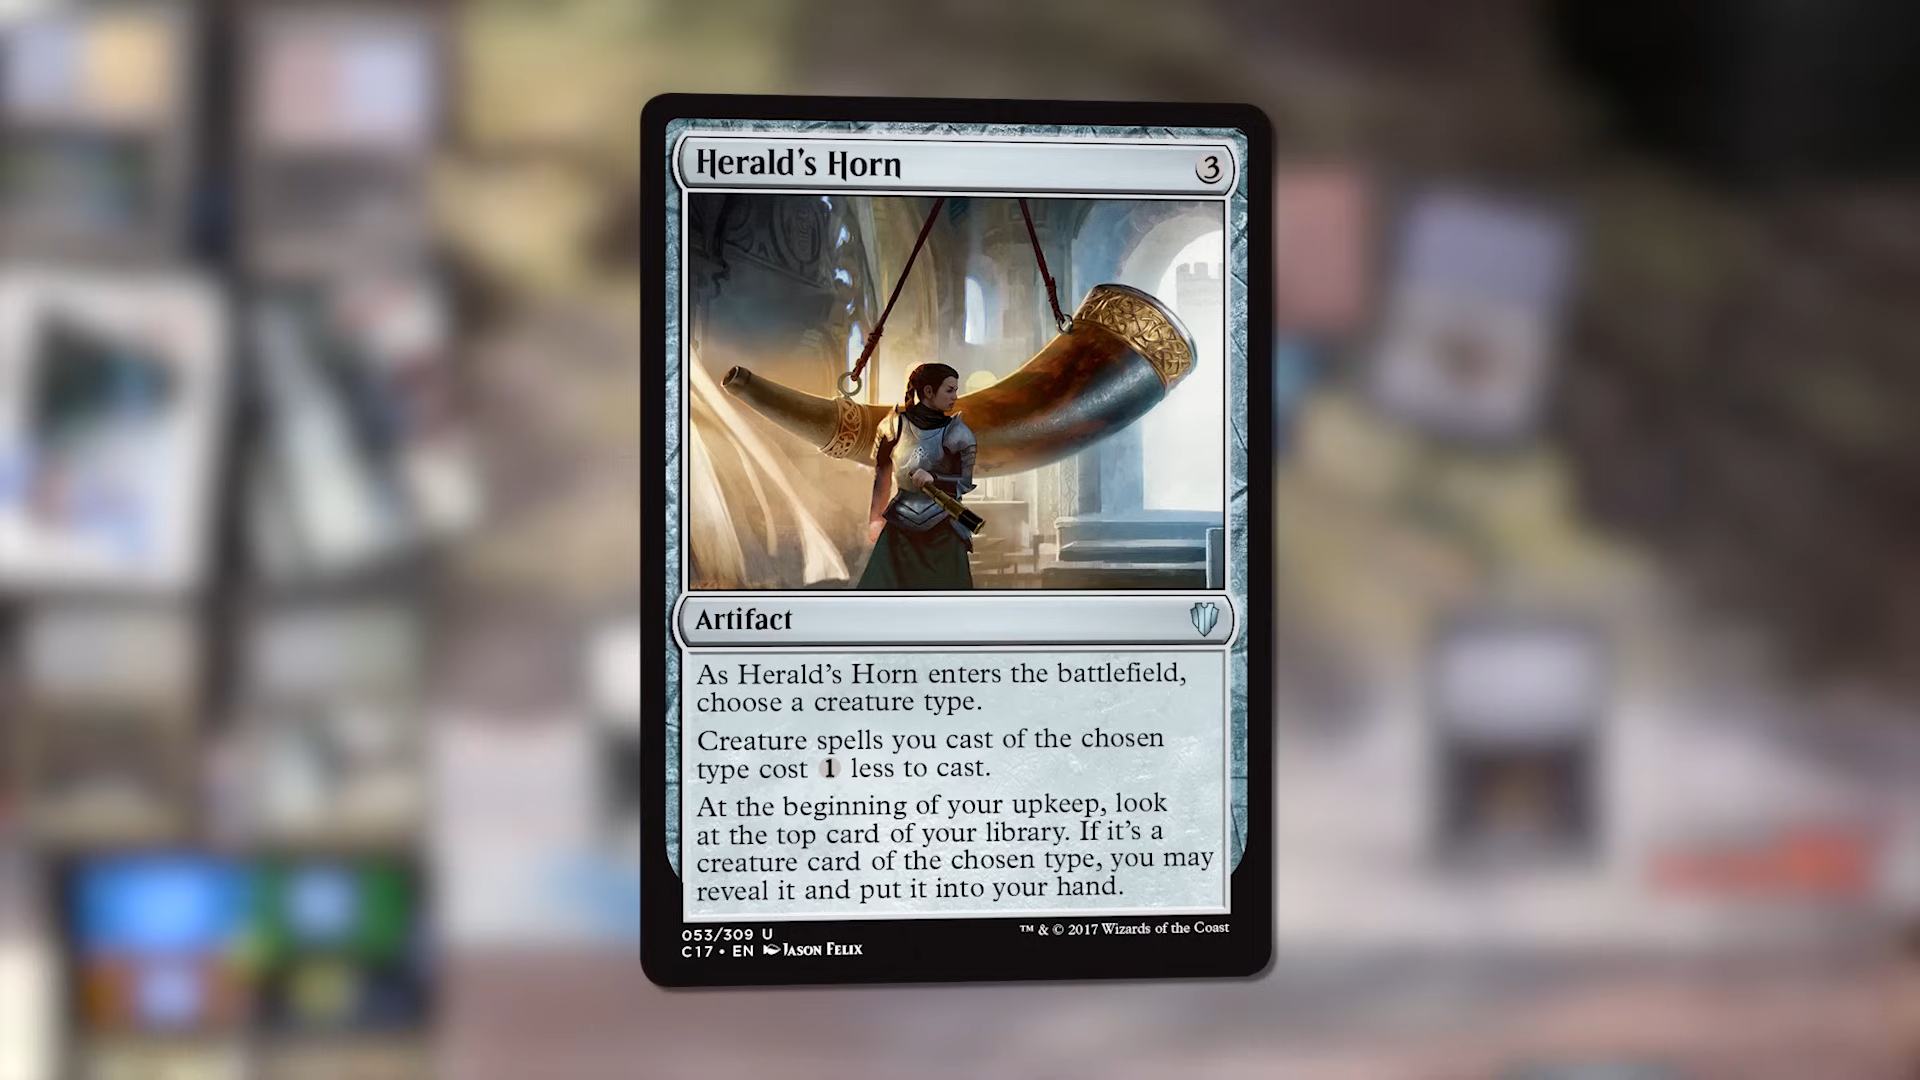 Herald's Horn 3
Artifact
As Herald's Horn enters the battlefield,
choose a creature type.
Creature spells you cast of the chosen
type cost 1 less to cast.
At the beginning of your upkeep, look
at the top card of your library. If it's a
creature card of the chosen type, you may
reveal it and put it into your hand.
053/309 U
C17 • EN Jason Felix
™ & © 2017 Wizards of the Coast